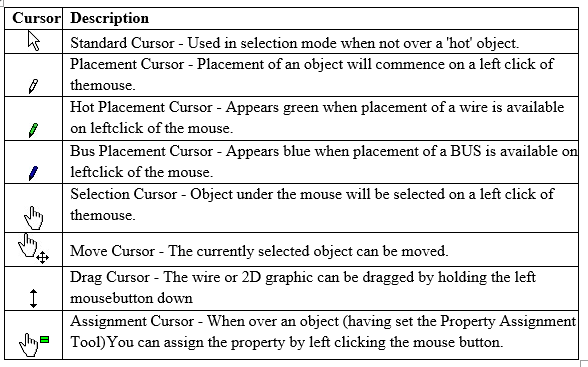 Cursor Description
Standard Cursor - Used in selection mode when not over a 'hot' object.
Placement Cursor - Placement of an object will commence on a left click of
themouse.
Hot Placement Cursor - Appears green when placement of a wire is available
on leftclick of the mouse.
Bus Placement Cursor - Appears blue when placement of a BUS is available on
leftclick of the mouse.
Selection Cursor - Object under the mouse will be selected on a left click of
themouse.
Move Cursor - The currently selected object can be moved.
Drag Cursor - The wire or 2D graphic can be dragged by holding the left
mousebutton down
Assignment Cursor - When over an object (having set the Property Assignment
Tool)You can assign the property by left clicking the mouse button.